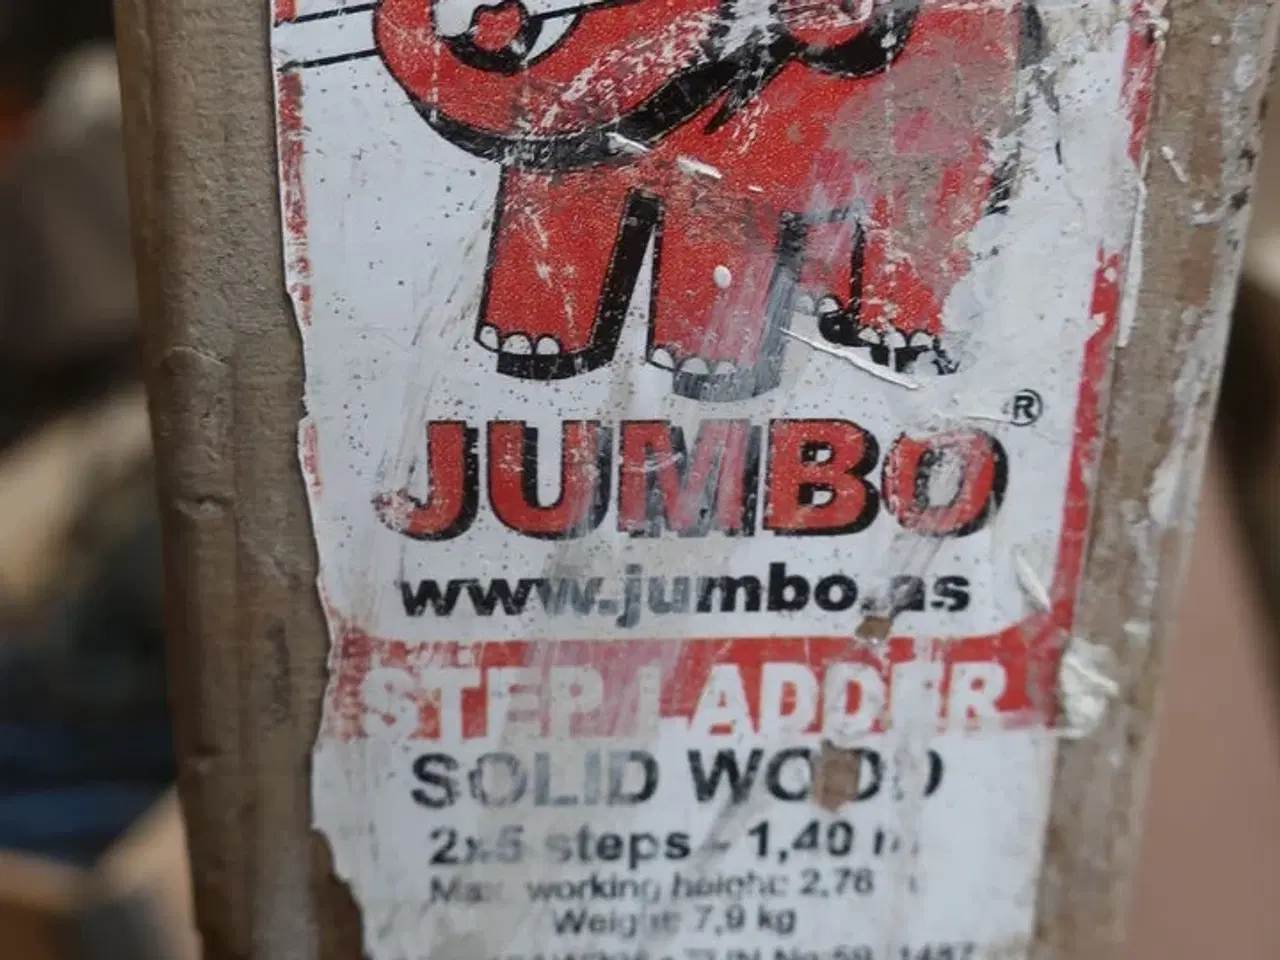 JUMBO®
www.jumbo.as
STEP LADDER
SOLID WOOD
2x5 steps - 1,40 m
Max. working height: 2,76
Weight: 7,9 kg